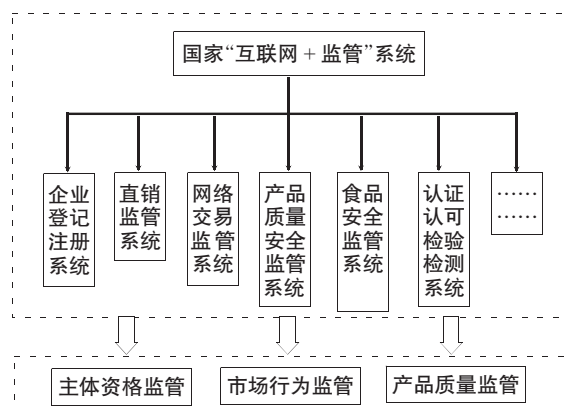 国家“互联网+监管”系统
企业
登记
注册
系统
直销
监管
系统
网络
交易
监管
系统
产品
质量
安全
监管
系统
食品
安全
监管
系统
认证
认可
检验
检测
系统
……
……
主体资格监管
市场行为监管
产品质量监管